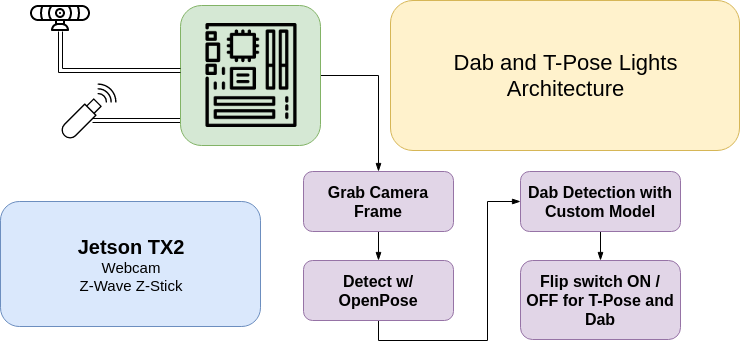 Dab and T-Pose Lights
Architecture
Grab Camera
Frame
Dab Detection with
Custom Model
Jetson TX2
Webcam
Z-Wave Z-Stick
Detect w/
OpenPose
Flip switch ON /
OFF for T-Pose and
Dab